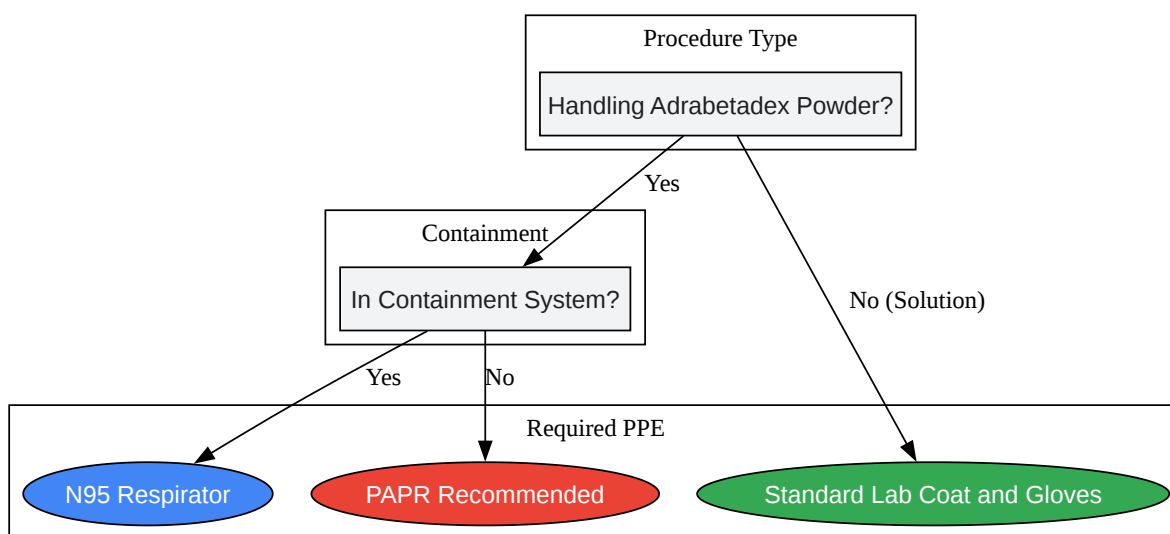 Procedure Type
Handling Adrabetadex Powder?
Yes
Containment
In Containment System?
No (Solution)
Yes
No
Required PPE
N95 Respirator
PAPR Recommended
Standard Lab Coat and Gloves